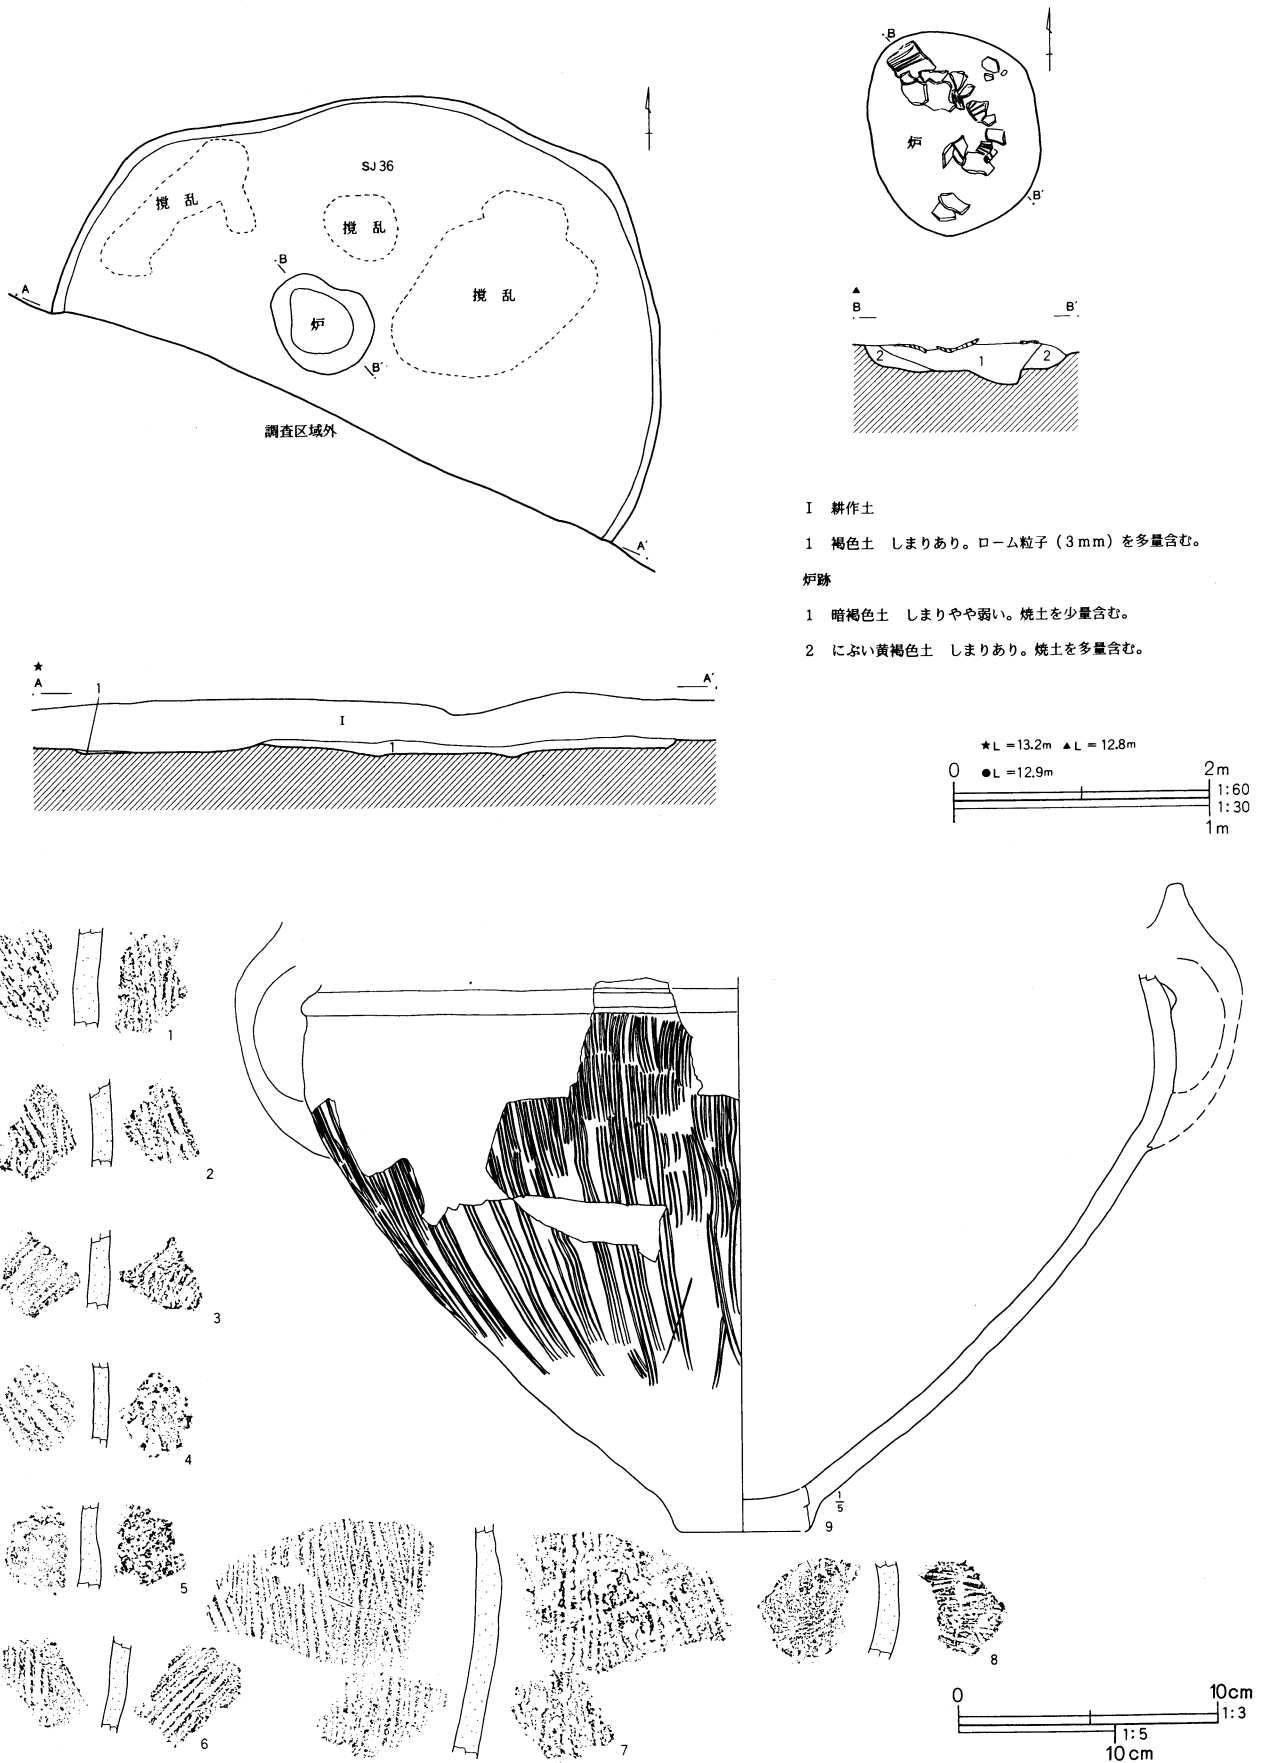 SJ36
撹 乱
撹 乱
撹 乱
B
炉
B′
A
A′
調査区域外
B
炉
B′
▲
B
B′
2
1
2
I 耕作土
1 褐色土 しまりあり。ローム粒子(3mm)を多量含む。
炉跡
1 暗褐色土 しまりやや弱い。焼土を少量含む。
2 にぶい黄褐色土 しまりあり。焼土を多量含む。
★
A
A′
1
I
1
★L=13.2m ▲L=12.8m
●L=12.9m
0 2m
1:60
1:30
1m
1
2
3
4
5
6
7
8
1/5
9
0 10cm
1:3
1:5
10cm